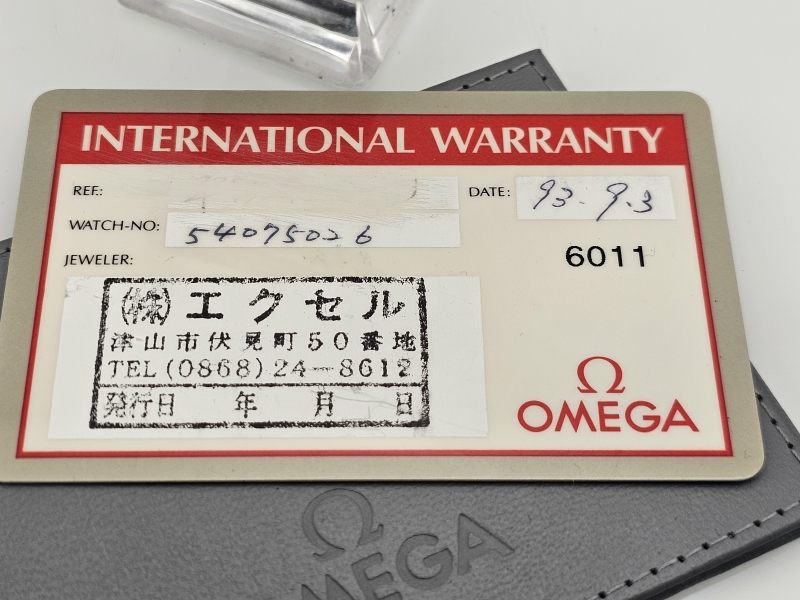 INTERNATIONAL WARRANTY
REF.:
DATE: 93.9.3
WATCH-NO: 54075026
6011
JEWELER:
(株)エクセル
津山市伏見町50番地
TEL(0868)24-8612
発行日 年 月 日
Ω
OMEGA
Ω
OMEGA